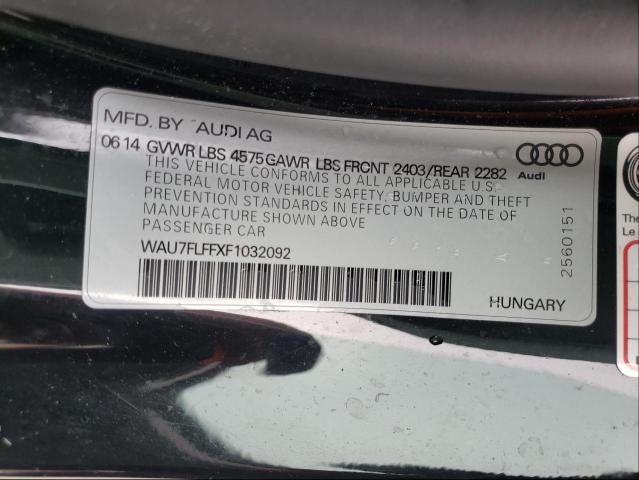 MFD. BY AUDI AG
06 14 GVWR LBS 4575 GAWR LBS FRONT 2403/REAR 2282
THIS VEHICLE CONFORMS TO ALL APPLICABLE U.S.
FEDERAL MOTOR VEHICLE SAFETY, BUMPER AND THEFT
PREVENTION STANDARDS IN EFFECT ON THE DATE OF
MANUFACTURE SHOWN ABOVE
PASSENGER CAR
WAU7FLFFXF1032092
HUNGARY
Audi
2560151
The
Le